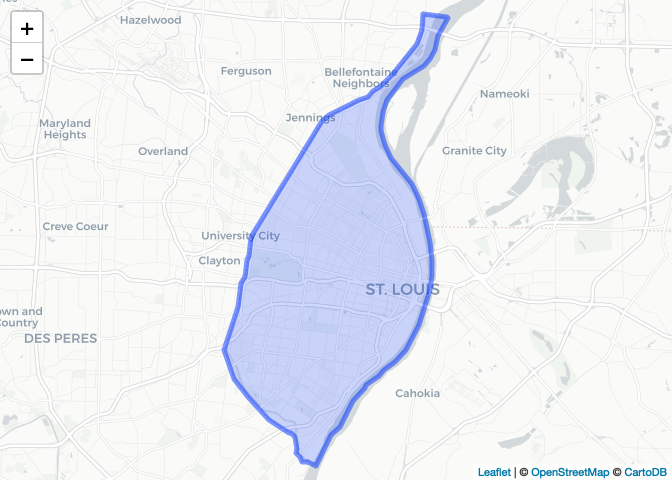 +
−
Hazelwood
Ferguson
Bellefontaine
Neighbors
Nameoki
Jennings
Maryland
Heights
Overland
Granite City
Creve Coeur
University City
Clayton
ST. LOUIS
own and
Country
DES PERES
Cahokia
Leaflet | © OpenStreetMap © CartoDB